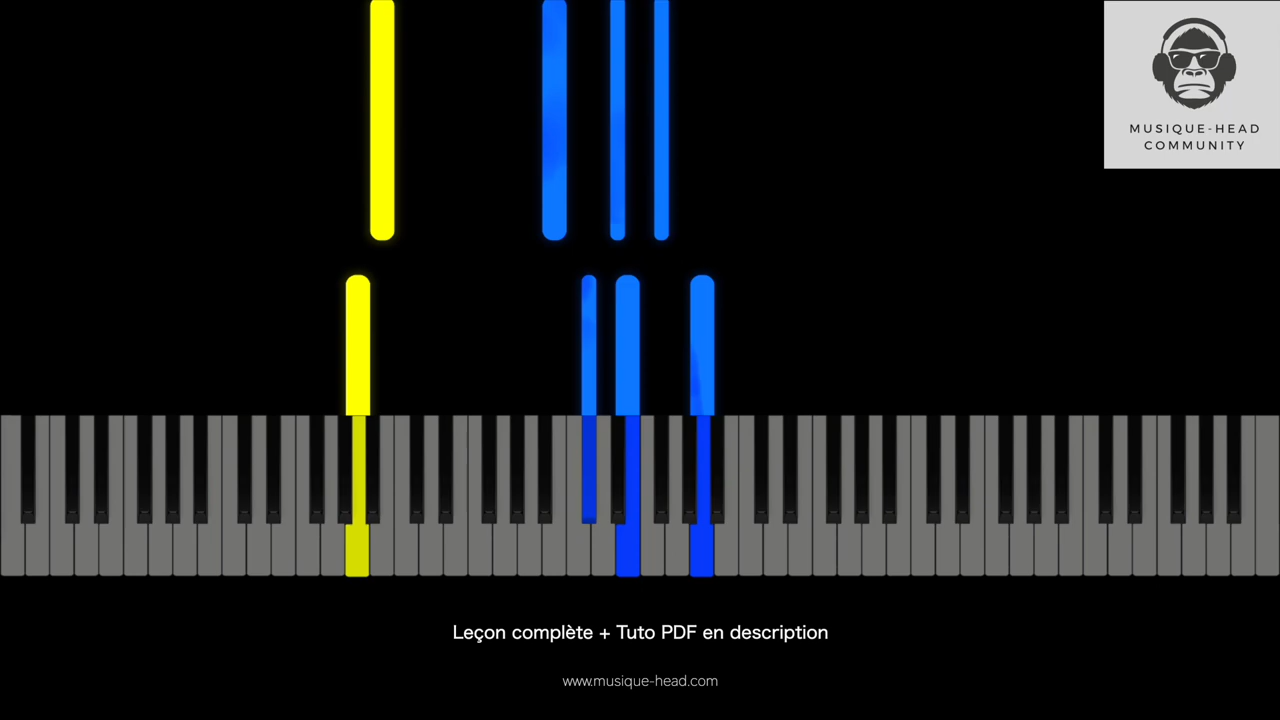 MUSIQUE-HEAD
COMMUNITY
Leçon complète + Tuto PDF en description
www.musique-head.com